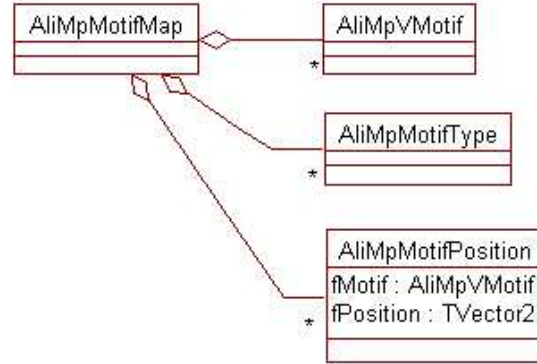 AliMpMotifMap
AliMpVMotif
*
AliMpMotifType
*
AliMpMotifPosition
fMotif : AliMpVMotif
fPosition : TVector2
*